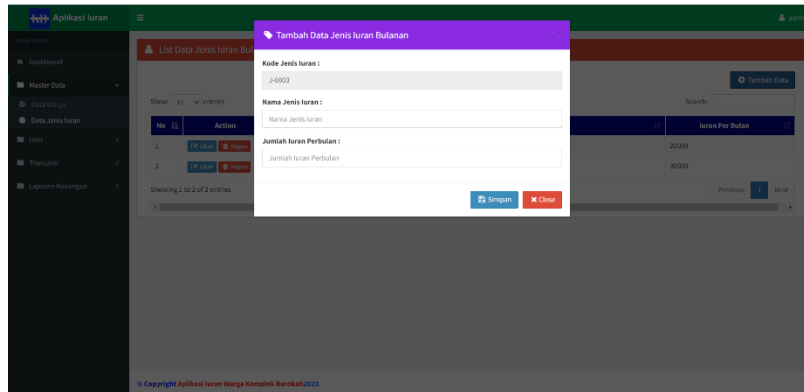 Aplikasi Iuran
admin
MAIN MENU
Dashboard
Master Data
Data Warga
Data Jenis Iuran
User
Transaksi
Laporan Keuangan
List Data Jenis Iuran Bul
Tambah Data
Show 10 entries
Search:
No Action Iuran Per Bulan
1 Ubah Hapus 20000
2 Ubah Hapus 30000
Showing 1 to 2 of 2 entries
Previous 1 Next
Tambah Data Jenis Iuran Bulanan
Kode Jenis Iuran :
J-0003
Nama Jenis Iuran :
Nama Jenis Iuran
Jumlah Iuran Perbulan :
Jumlah Iuran Perbulan
Simpan Close
© Copyright Aplikasi Iuran Warga Komplek Barokah2023